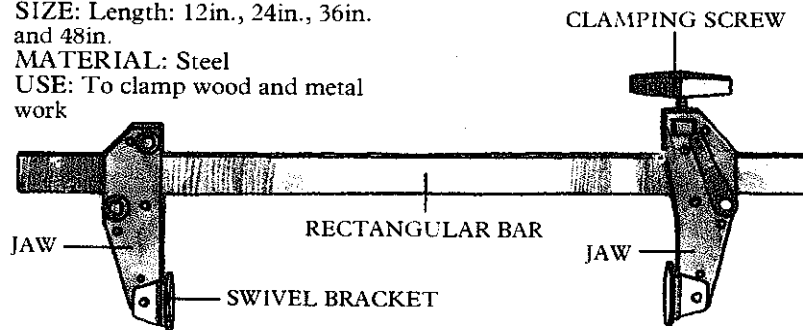 SIZE: Length: 12in., 24in., 36in.
and 48in.
MATERIAL: Steel
USE: To clamp wood and metal
work
CLAMPING SCREW
RECTANGULAR BAR
JAW
JAW
SWIVEL BRACKET